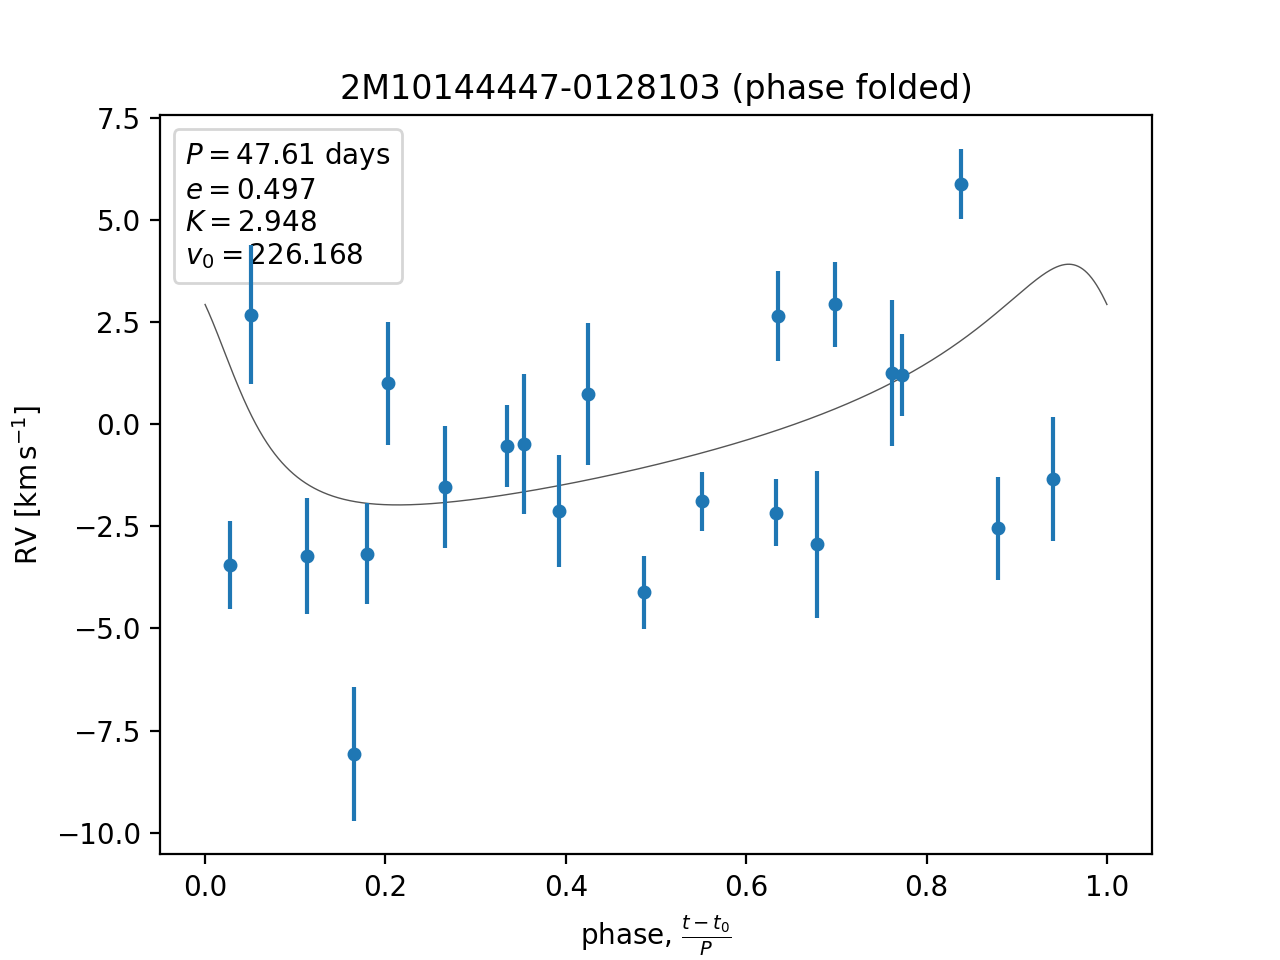 2M10144447-0128103 (phase folded)
P = 47.61 days
e = 0.497
K = 2.948
v₀ = 226.168
7.5
5.0
2.5
0.0
−2.5
−5.0
−7.5
−10.0
RV [km s⁻¹]
0.0 0.2 0.4 0.6 0.8 1.0
phase, (t − t₀)/P